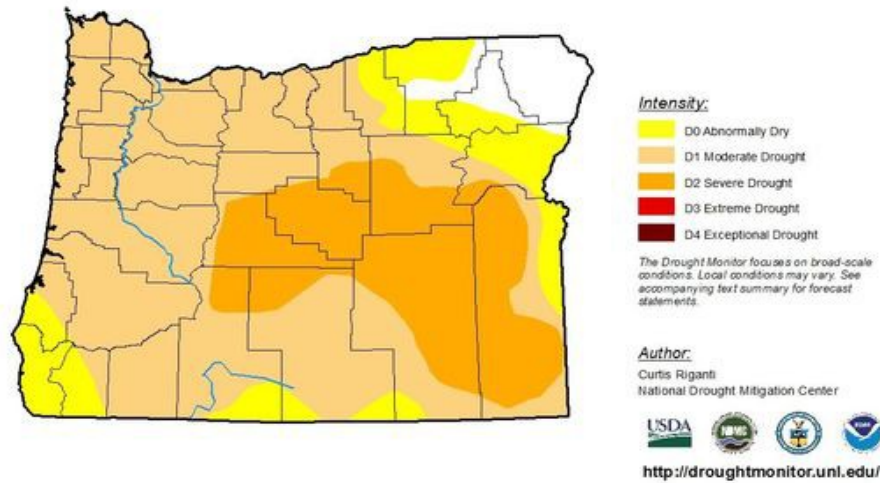 Intensity:
D0 Abnormally Dry
D1 Moderate Drought
D2 Severe Drought
D3 Extreme Drought
D4 Exceptional Drought
The Drought Monitor focuses on broad-scale
conditions. Local conditions may vary. See
accompanying text summary for forecast
statements.
Author:
Curtis Riganti
National Drought Mitigation Center
USDA
http://droughtmonitor.unl.edu/